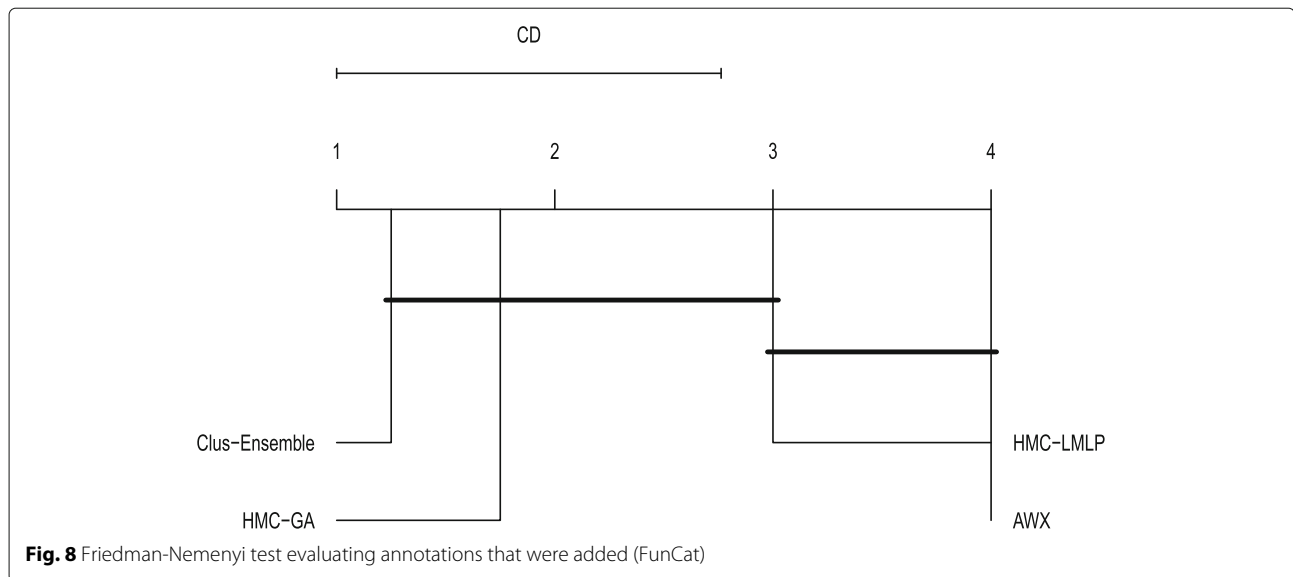 CD
1 2 3 4
Clus−Ensemble HMC−LMLP
HMC−GA AWX
Fig. 8 Friedman-Nemenyi test evaluating annotations that were added (FunCat)